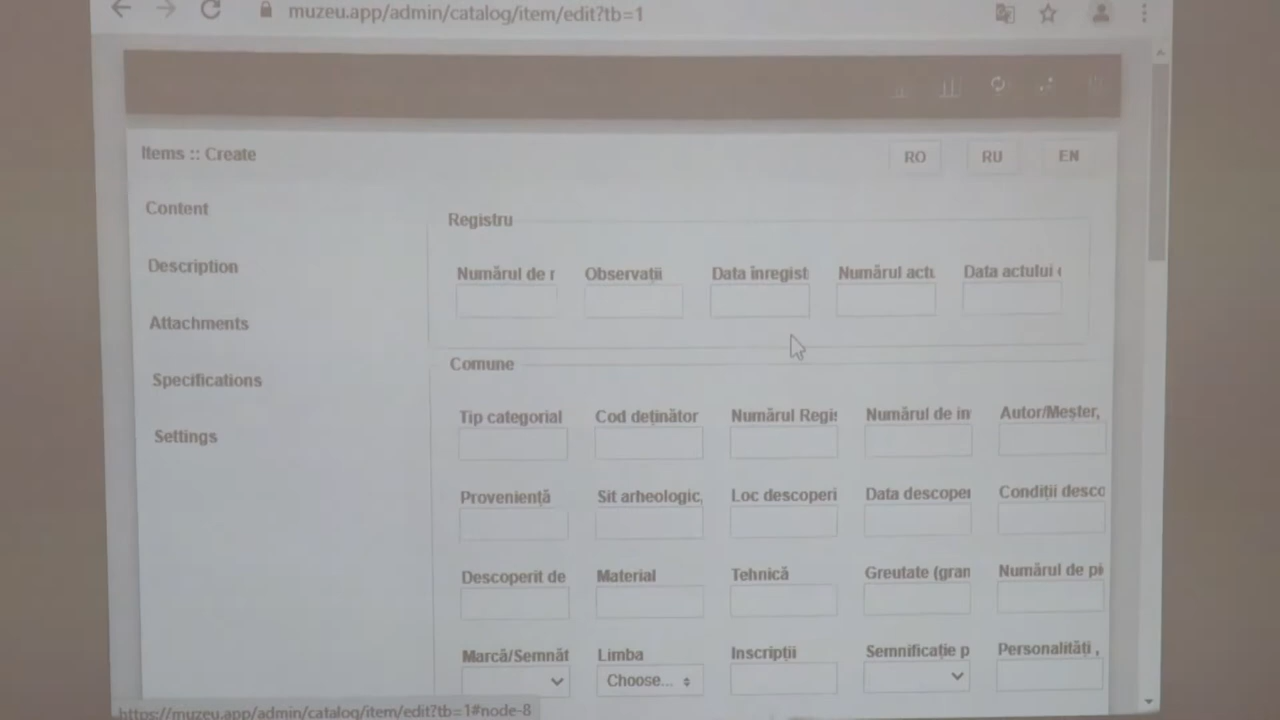 muzeu.app/admin/catalog/item/edit?tb=1
Items :: Create
RO RU EN
Content
Description
Attachments
Specifications
Settings
Registru
Numărul de r Observații Data înregist Numărul actu Data actului
Comune
Tip categorial Cod deținător Numărul Regis Numărul de în Autor/Meșter,
Proveniență Sit arheologic, Loc descoperi Data descoper Condiții desco
Descoperit de Material Tehnică Greutate (gran Numărul de pi
Marcă/Semnăt Limba Inscripții Semnificație p Personalități ,
Choose...
https://muzeu.app/admin/catalog/item/edit?tb=1#node-8